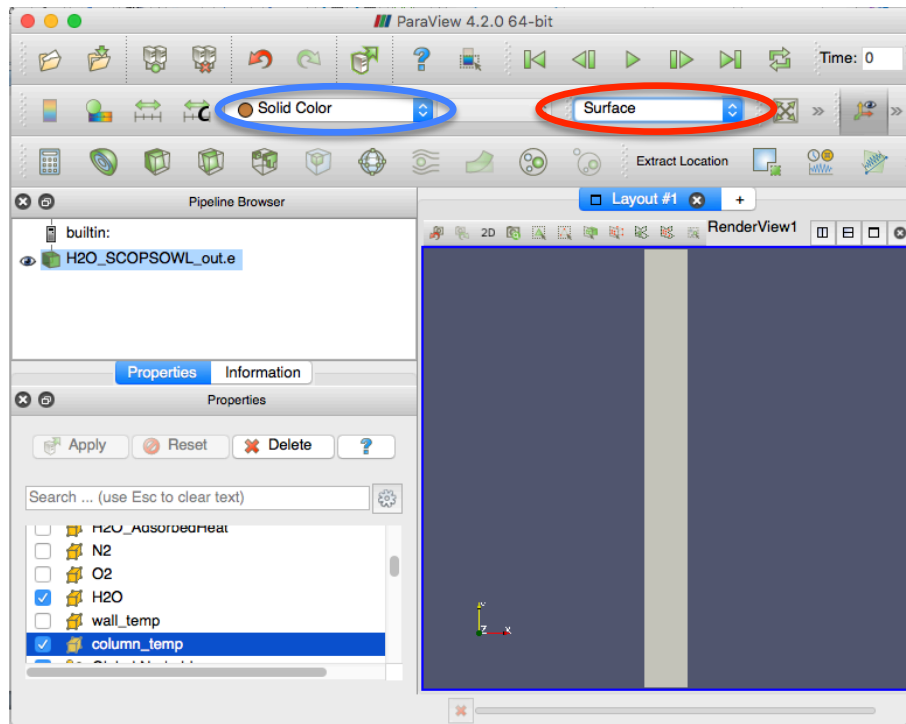 ParaView 4.2.0 64-bit
Time: 0
C
Solid Color
Surface
Extract Location
Pipeline Browser
Layout #1
+
builtin:
2D
RenderView1
H2O_SCOPSOWL_out.e
Properties Information
Properties
Apply Reset Delete ?
Search ... (use Esc to clear text)
H2O_AdsorbedHeat
N2
O2
H2O
wall_temp
column_temp
Y
Z X